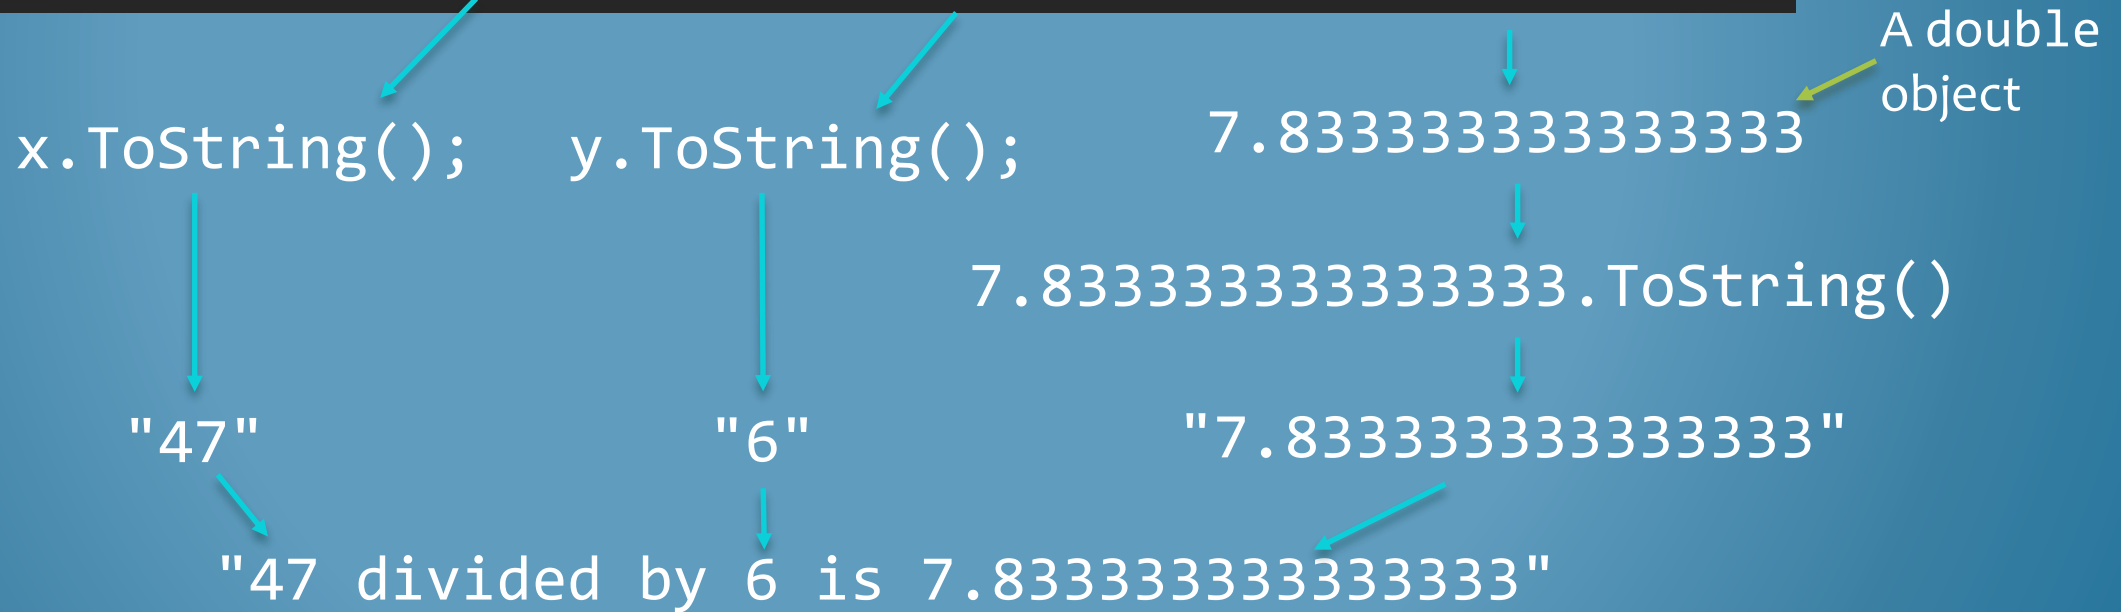 A double
object
x.ToString(); y.ToString(); 7.833333333333333
7.833333333333333.ToString()
"47" "6" "7.833333333333333"
"47 divided by 6 is 7.833333333333333"